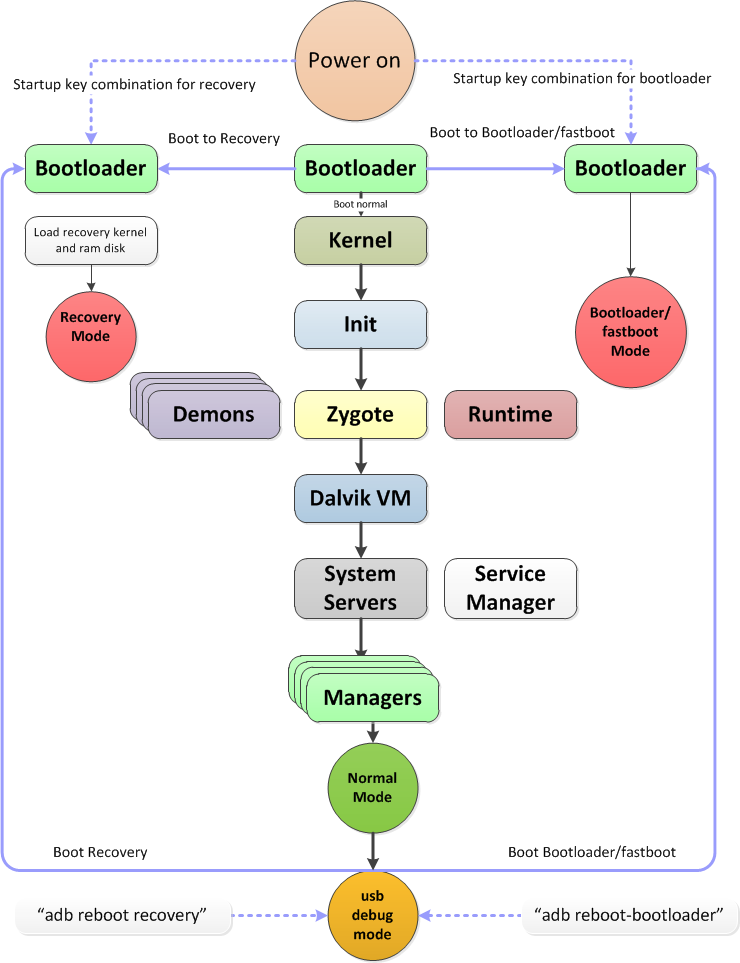 Power on
Startup key combination for recovery
Startup key combination for bootloader
Boot to Recovery
Boot to Bootloader/fastboot
Bootloader
Bootloader
Bootloader
Boot normal
Load recovery kernel
and ram disk
Kernel
Recovery
Mode
Init
Bootloader/
fastboot
Mode
Demons
Zygote
Runtime
Dalvik VM
System
Servers
Service
Manager
Managers
Normal
Mode
Boot Recovery
Boot Bootloader/fastboot
“adb reboot recovery”
usb
debug
mode
“adb reboot-bootloader”